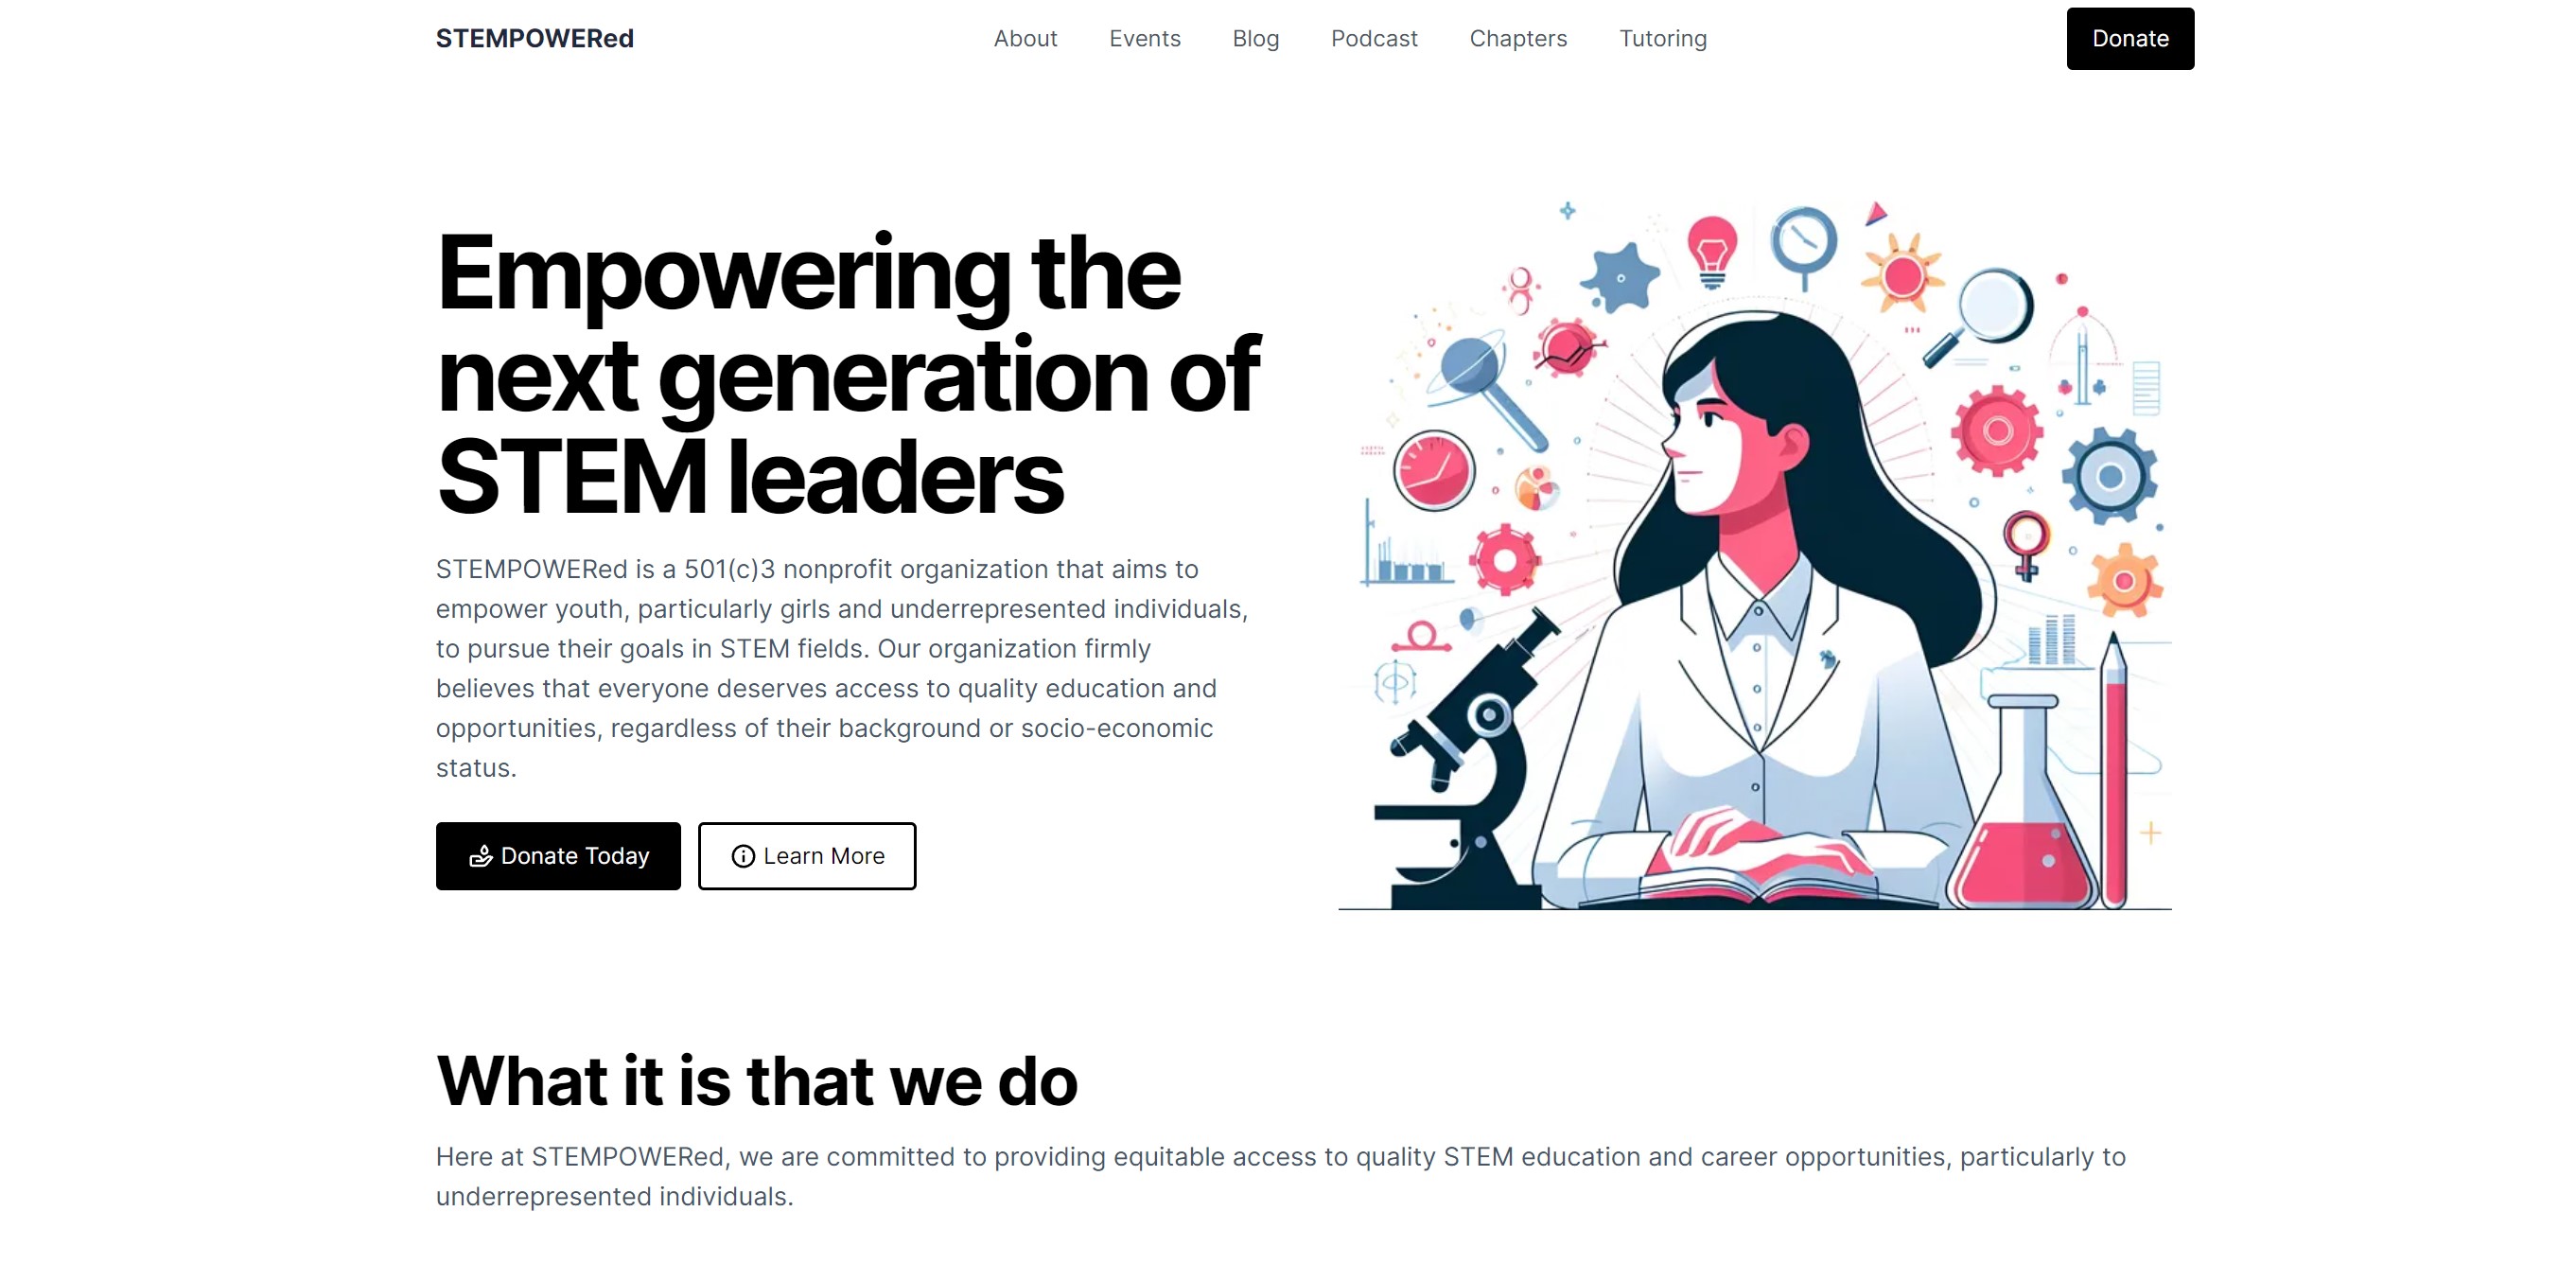 STEMPOWERed
About
Events
Blog
Podcast
Chapters
Tutoring
Donate
Empowering the
next generation of
STEM leaders
STEMPOWERed is a 501(c)3 nonprofit organization that aims to
empower youth, particularly girls and underrepresented individuals,
to pursue their goals in STEM fields. Our organization firmly
believes that everyone deserves access to quality education and
opportunities, regardless of their background or socio-economic
status.
Donate Today
Learn More
What it is that we do
Here at STEMPOWERed, we are committed to providing equitable access to quality STEM education and career opportunities, particularly to
underrepresented individuals.